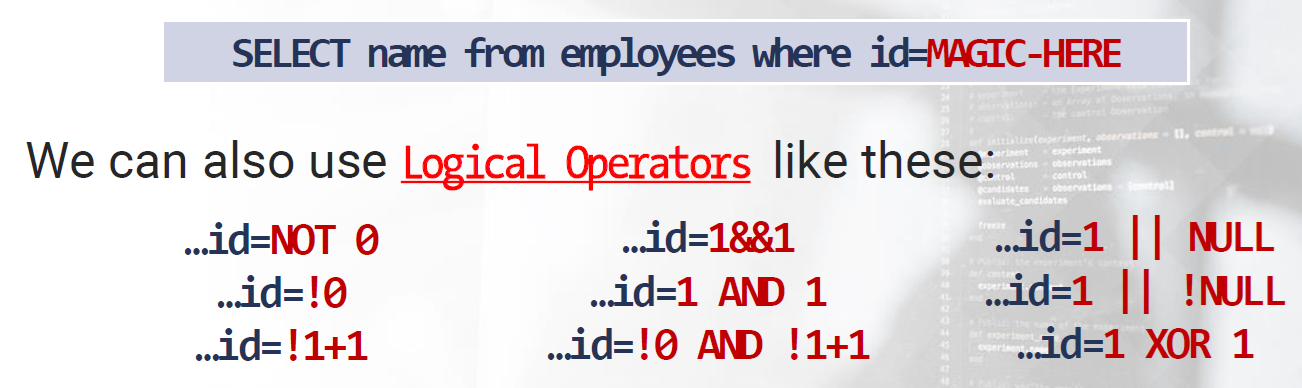 SELECT name from employees where id=MAGIC-HERE
We can also use Logical Operators like these:
…id=NOT 0
…id=!0
…id=!1+1
…id=1&&1
…id=1 AND 1
…id=!0 AND !1+1
…id=1 || NULL
…id=1 || !NULL
…id=1 XOR 1